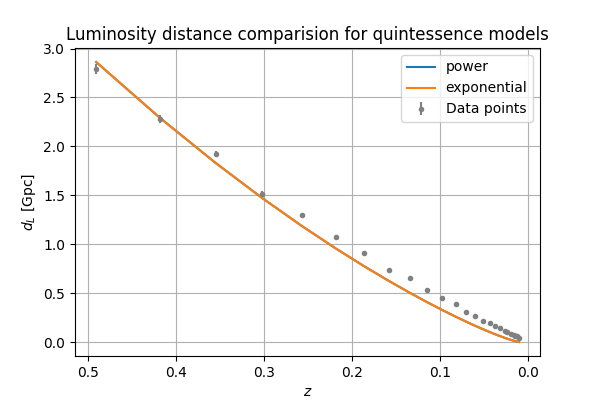 Luminosity distance comparision for quintessence models
3.0
2.5
2.0
1.5
1.0
0.5
0.0
d_L [Gpc]
power
exponential
Data points
0.5 0.4 0.3 0.2 0.1 0.0
z